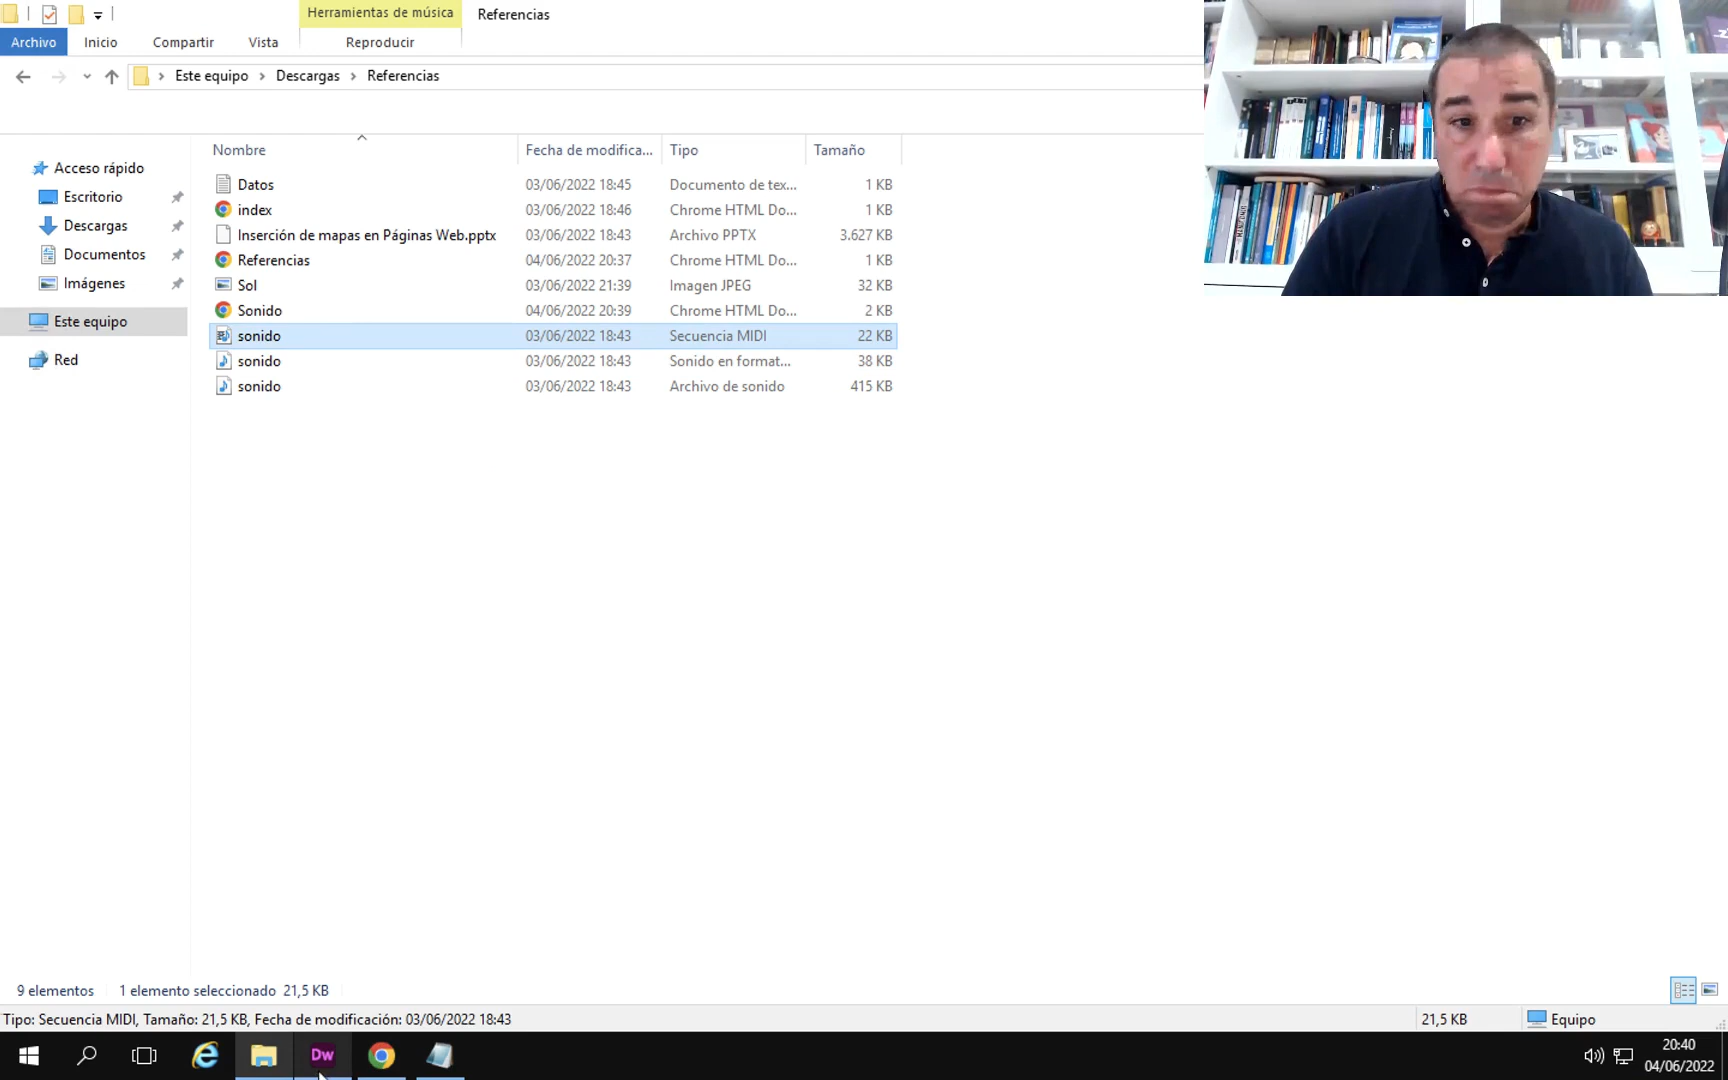 Herramientas de música Referencias
Archivo Inicio Compartir Vista Reproducir
Este equipo Descargas Referencias
Nombre Fecha de modifica... Tipo Tamaño
Acceso rápido
Escritorio
Descargas
Documentos
Imágenes
Este equipo
Red
Datos 03/06/2022 18:45 Documento de tex... 1 KB
index 03/06/2022 18:46 Chrome HTML Do... 1 KB
Inserción de mapas en Páginas Web.pptx 03/06/2022 18:43 Archivo PPTX 3.627 KB
Referencias 04/06/2022 20:37 Chrome HTML Do... 1 KB
Sol 03/06/2022 21:39 Imagen JPEG 32 KB
Sonido 04/06/2022 20:39 Chrome HTML Do... 2 KB
sonido 03/06/2022 18:43 Secuencia MIDI 22 KB
sonido 03/06/2022 18:43 Sonido en format... 38 KB
sonido 03/06/2022 18:43 Archivo de sonido 415 KB
9 elementos 1 elemento seleccionado 21,5 KB
Tipo: Secuencia MIDI, Tamaño: 21,5 KB, Fecha de modificación: 03/06/2022 18:43 21,5 KB Equipo
Dw
20:40
04/06/2022